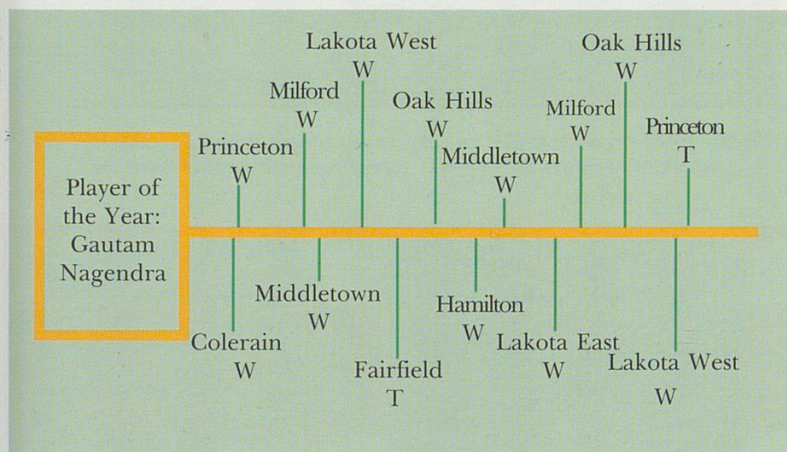 Player of
the Year:
Gautam
Nagendra
Princeton
W
Milford
W
Lakota West
W
Oak Hills
W
Middletown
W
Milford
W
Oak Hills
W
Princeton
T
Colerain
W
Middletown
W
Fairfield
T
Hamilton
W
Lakota East
W
Lakota West
W